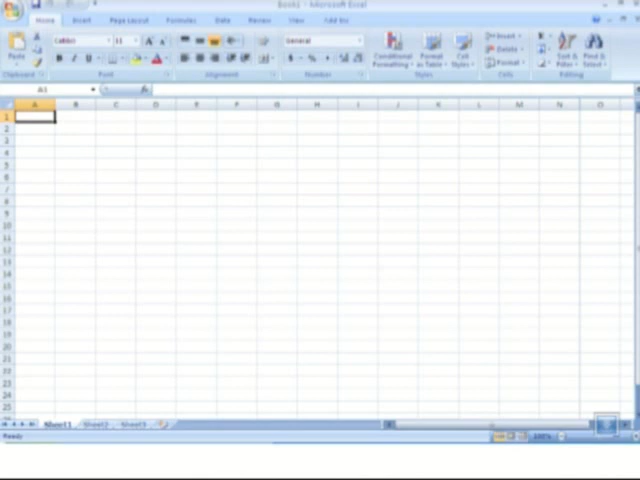 Book1 - Microsoft Excel
Home Insert Page Layout Formulas Data Review View Add-Ins
Calibri 11 General Insert
Paste Conditional Format Cell Delete Sort & Find &
Formatting as Table Styles Format Filter Select
Clipboard Font Alignment Number Styles Cells Editing
A1 fx
A B C D E F G H I J K L M N O
1
2
3
4
5
6
7
8
9
10
11
12
13
14
15
16
17
18
19
20
21
22
23
24
25
Sheet1 Sheet2 Sheet3
Ready 100%